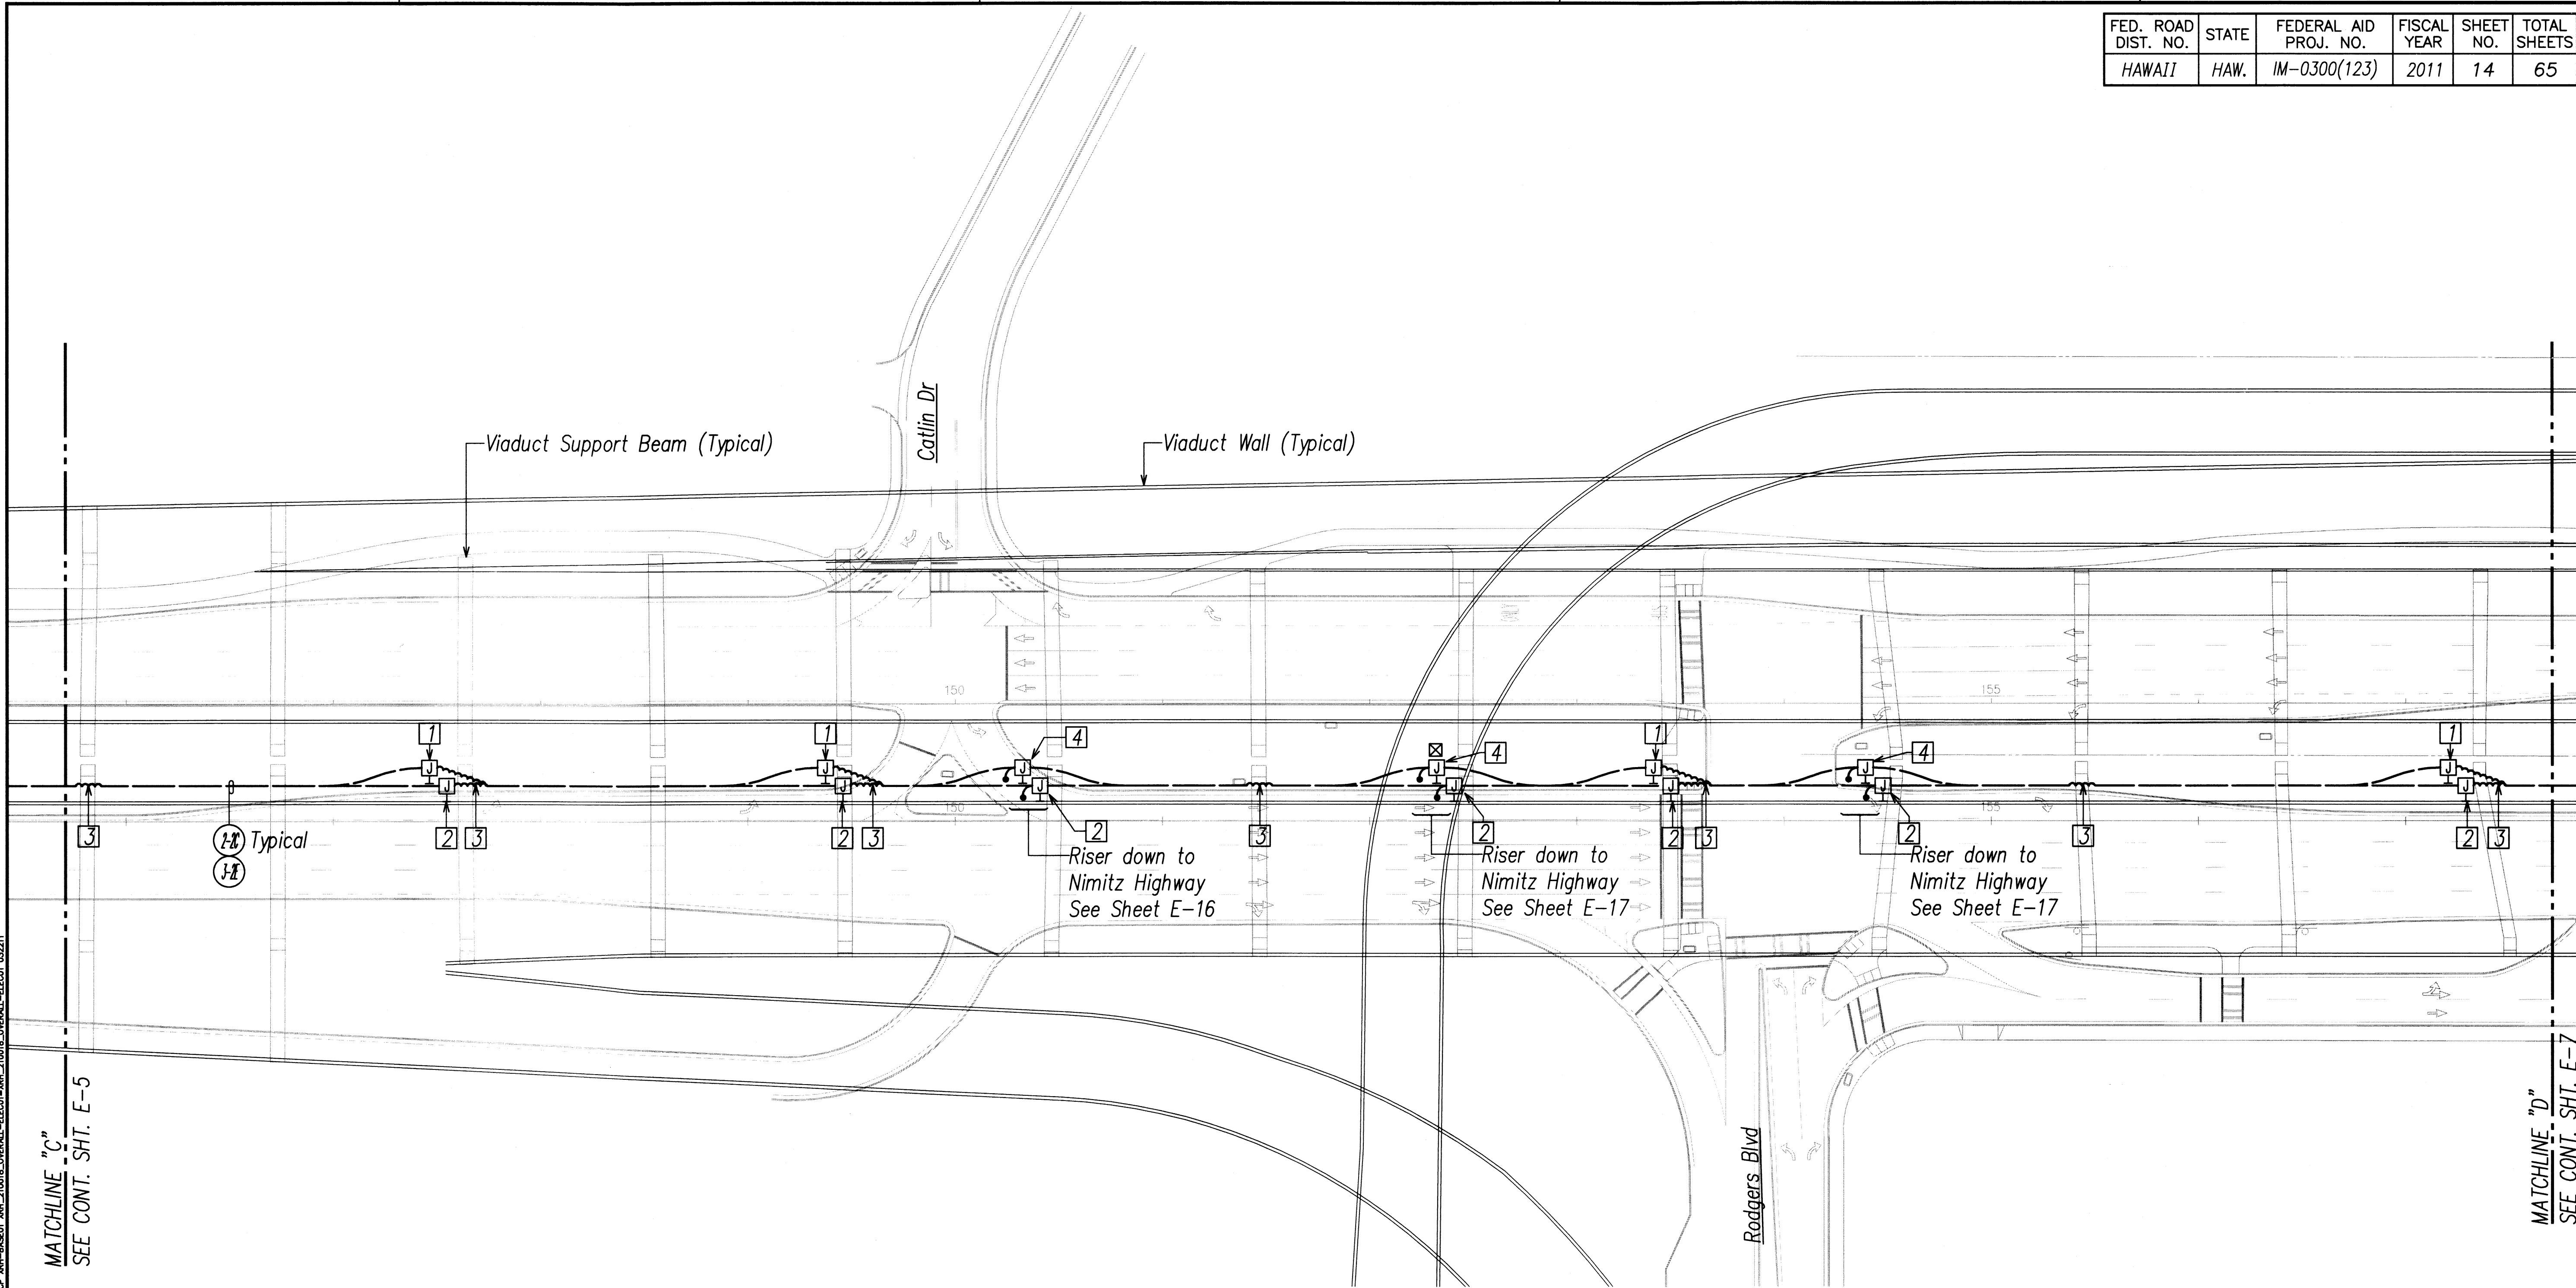 FED. ROAD DIST. NO. STATE FEDERAL AID PROJ. NO. FISCAL YEAR SHEET NO. TOTAL SHEETS
HAWAII HAW. IM-0300(123) 2011 14 65
Catlin Dr
Viaduct Support Beam (Typical)
Viaduct Wall (Typical)
150
155
1
1
4
1
4
1
J
J
J
J
J
J
J
J
J
J
J
J
J
J
150
155
3
2-2C Typical
3-2E
2
3
2
3
2
3
2
2
3
2
3
2
3
Riser down to
Nimitz Highway
See Sheet E-16
Riser down to
Nimitz Highway
See Sheet E-17
Riser down to
Nimitz Highway
See Sheet E-17
4
MATCHLINE "C"
SEE CONT. SHT. E-5
Rodgers Blvd
MATCHLINE "D"
SEE CONT. SHT. E-7